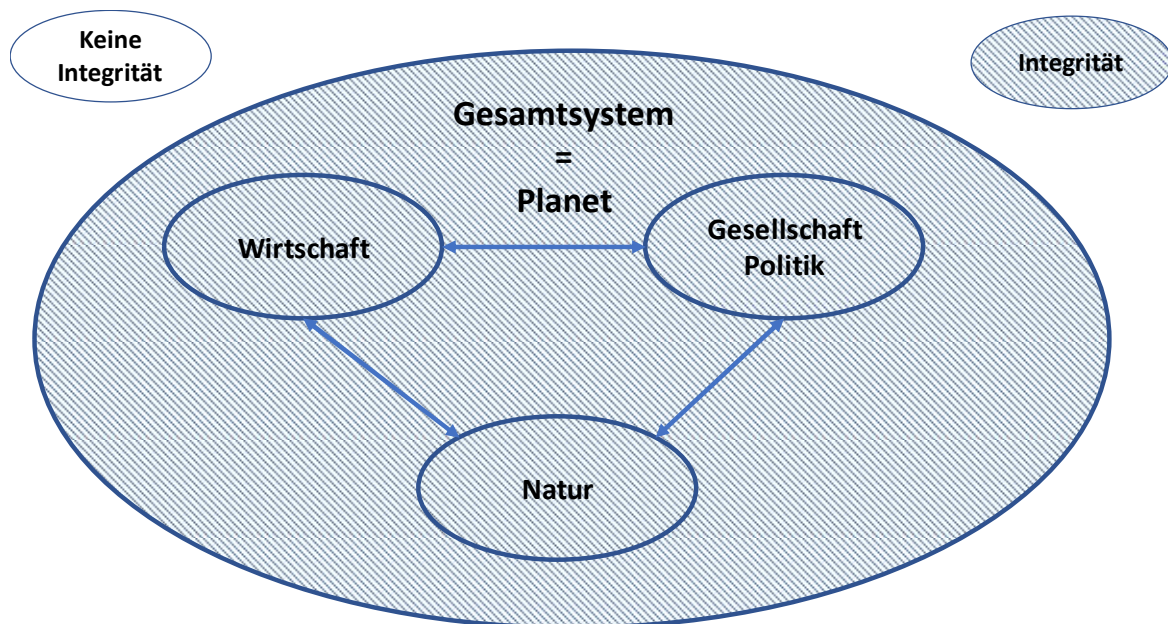 Keine
Integrität
Integrität
Gesamtsystem
=
Planet
Wirtschaft
Gesellschaft
Politik
Natur